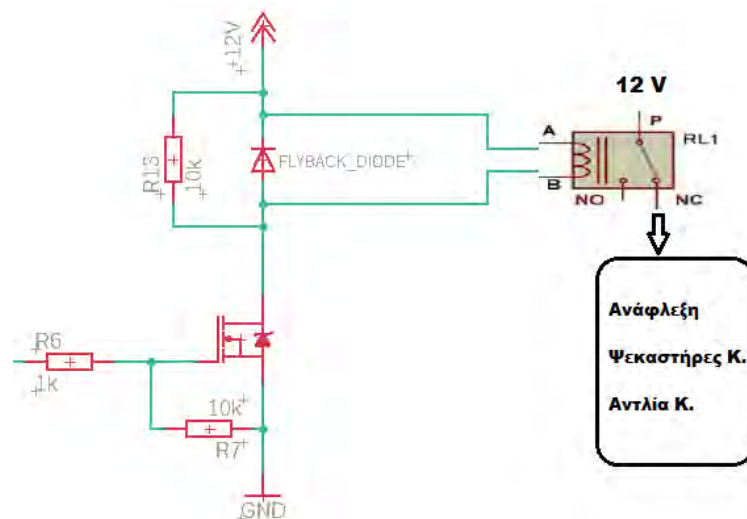 +12V
12 V
P
A
RL1
R13
10k
FLYBACK_DIODE
B
NO
NC
Ανάφλεξη
Ψεκαστήρες Κ.
Αντλία Κ.
R6
1k
10k
R7
GND